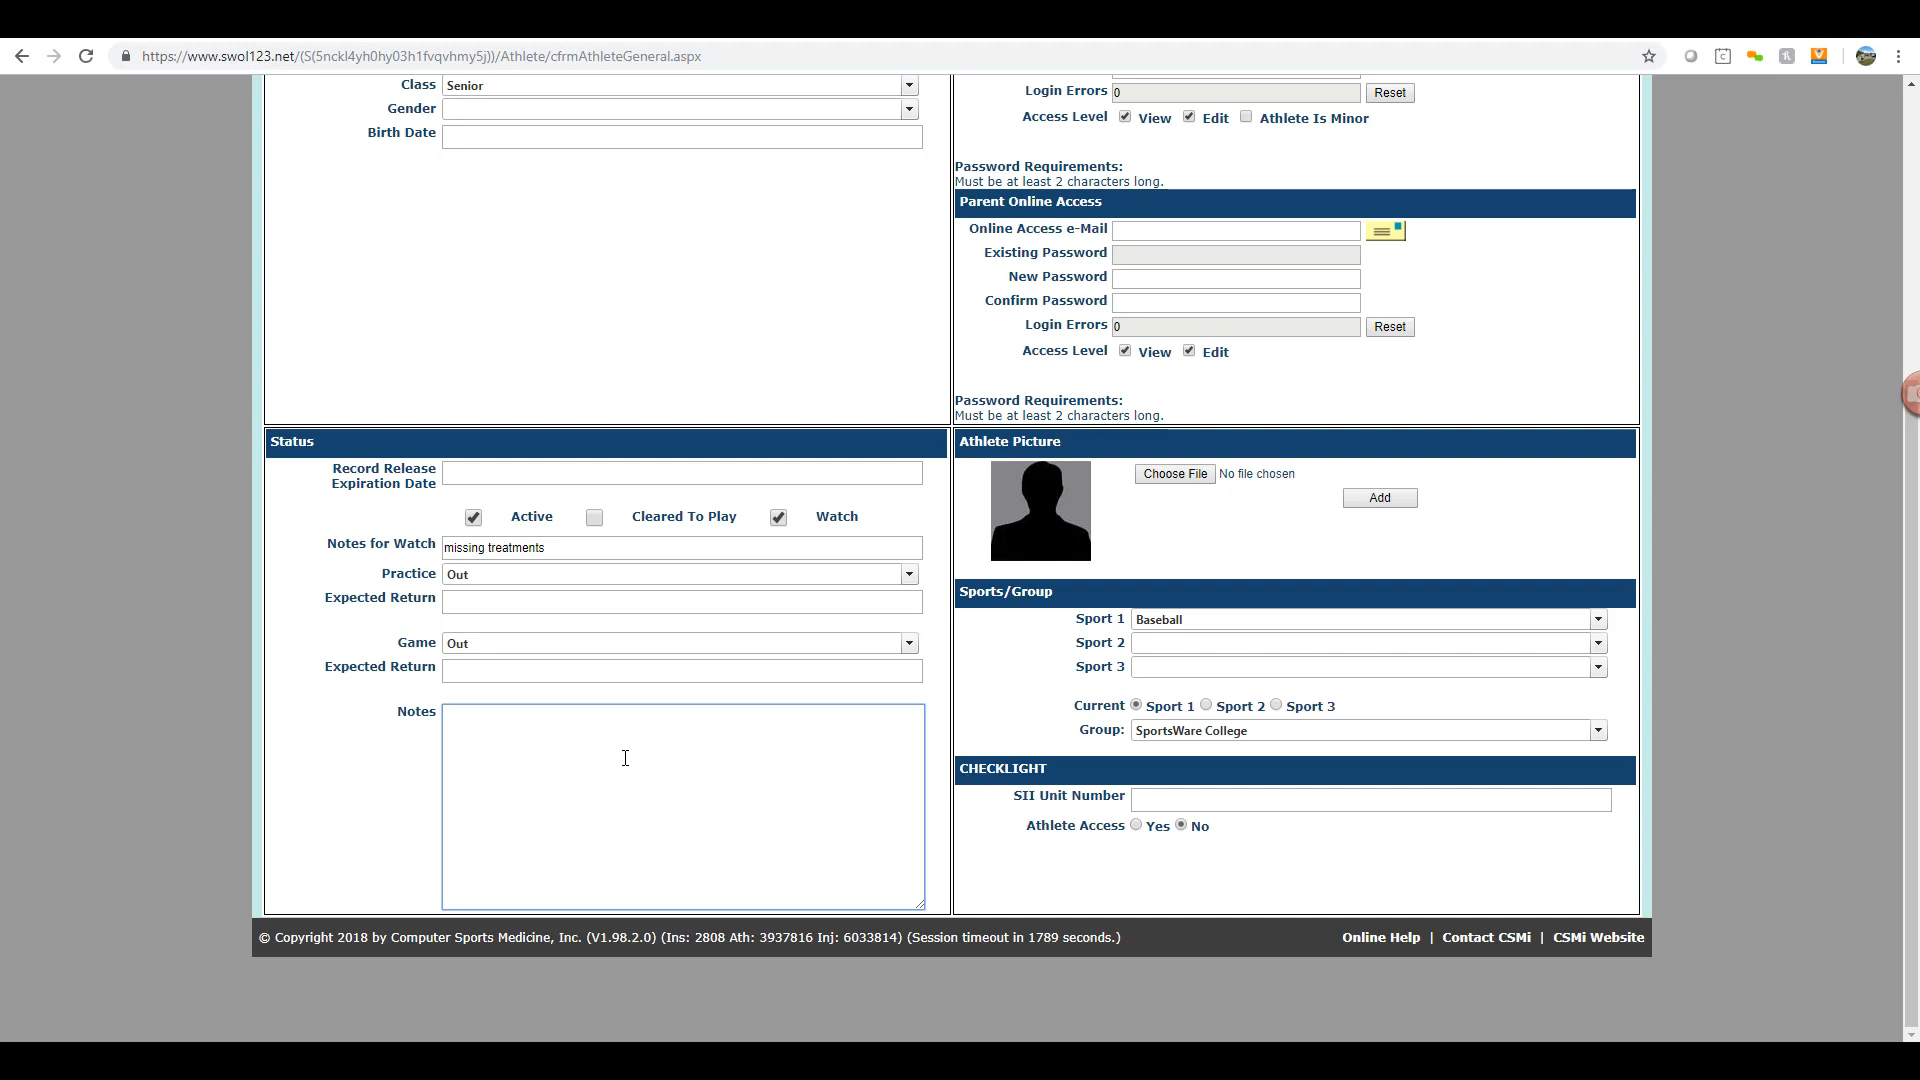 https://www.swol123.net/(S(5nckl4yh0hy03h1fvqvhmy5j))/Athlete/cfrmAthleteGeneral.aspx
Class Senior
Gender
Birth Date
Login Errors 0 Reset
Access Level View Edit Athlete Is Minor
Password Requirements:
Must be at least 2 characters long.
Parent Online Access
Online Access e-Mail
Existing Password
New Password
Confirm Password
Login Errors 0 Reset
Access Level View Edit
Password Requirements:
Must be at least 2 characters long.
Status
Record Release
Expiration Date
Active Cleared To Play Watch
Notes for Watch missing treatments
Practice Out
Expected Return
Game Out
Expected Return
Notes
Athlete Picture
Choose File No file chosen
Add
Sports/Group
Sport 1 Baseball
Sport 2
Sport 3
Current Sport 1 Sport 2 Sport 3
Group: SportsWare College
CHECKLIGHT
SII Unit Number
Athlete Access Yes No
© Copyright 2018 by Computer Sports Medicine, Inc. (V1.98.2.0) (Ins: 2808 Ath: 3937816 Inj: 6033814) (Session timeout in 1789 seconds.)
Online Help | Contact CSMi | CSMi Website